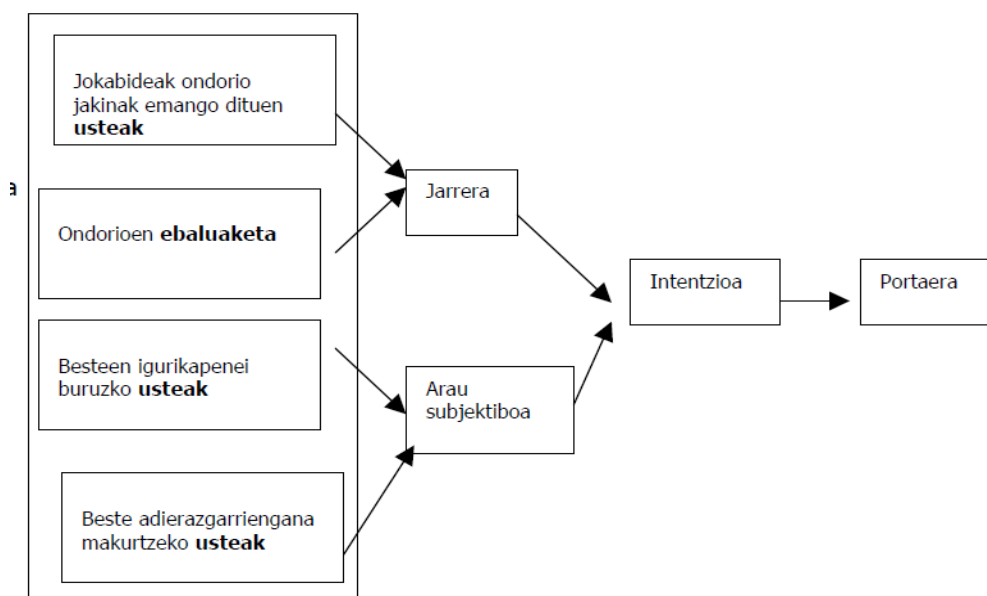 Jokabideak ondorio
jakinak emango dituen
usteak
a
Jarrera
Ondorioen ebaluaketa
Intentzioa
Portaera
Besteen igurikapenei
buruzko usteak
Arau
subjektiboa
Beste adierazgarriengana
makurtzeko usteak